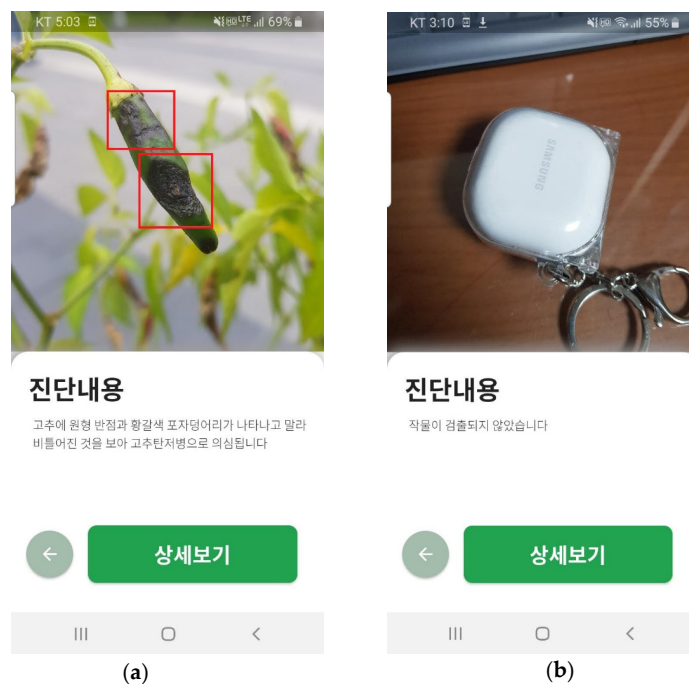 KT 5:03 LTE 69%
진단내용
고추에 원형 반점과 황갈색 포자덩어리가 나타나고 말라
비틀어진 것을 보아 고추탄저병으로 의심됩니다
상세보기
(a)
KT 3:10 55%
SAMSUNG
진단내용
작물이 검출되지 않았습니다
상세보기
(b)